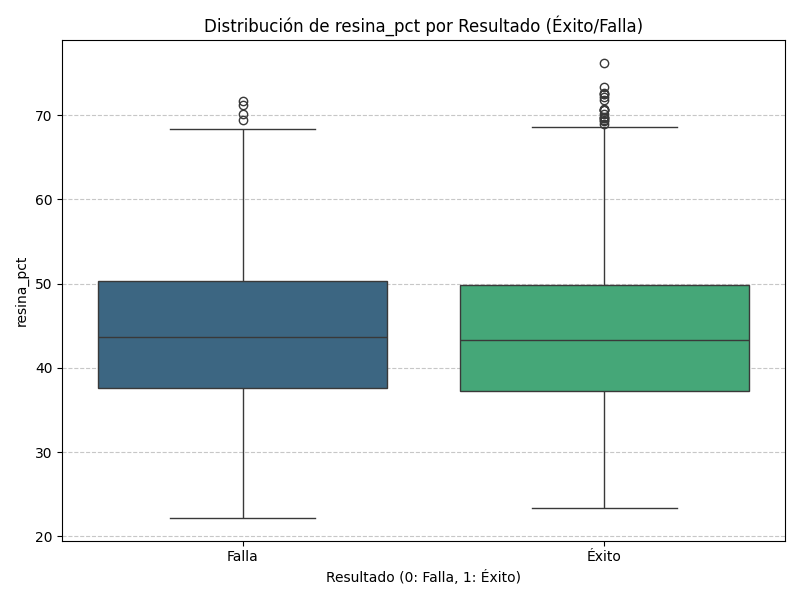 Distribución de resina_pct por Resultado (Éxito/Falla)
resina_pct
70
60
50
40
30
20
Falla
Éxito
Resultado (0: Falla, 1: Éxito)